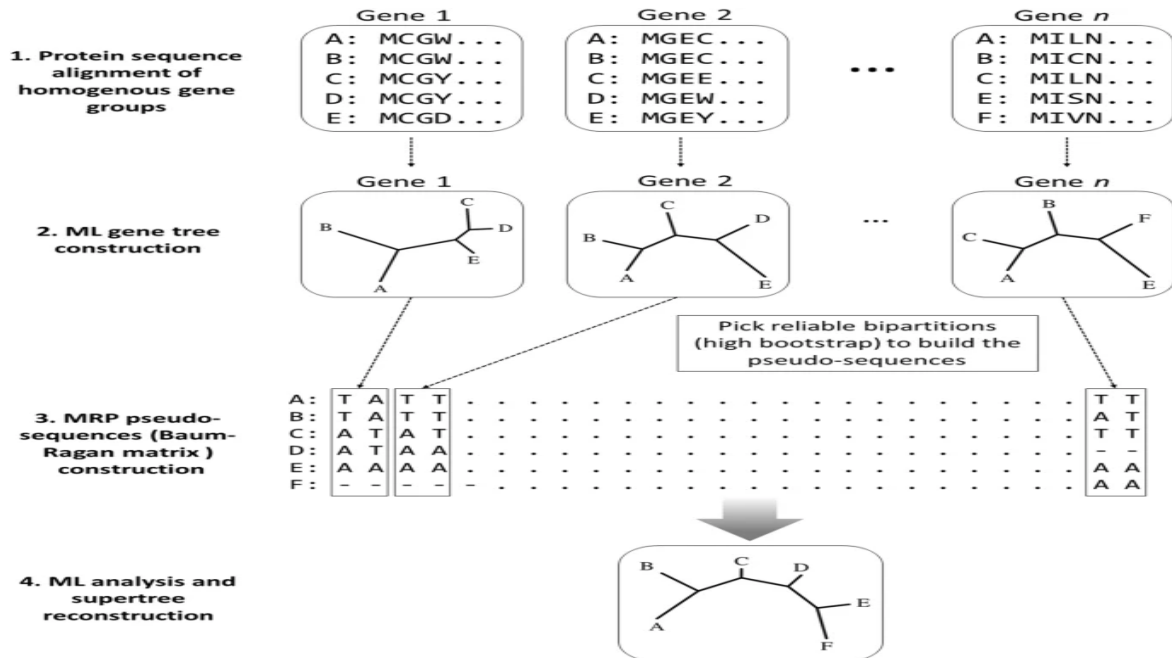 Gene 1
Gene 2
Gene n
1. Protein sequence
alignment of
homogenous gene
groups
A: MCGW...
B: MCGW...
C: MCGY...
D: MCGY...
E: MCGD...
A: MGEC...
B: MGEC...
C: MGEE...
D: MGEW...
E: MGEY...
...
A: MILN...
B: MICN...
C: MILN...
E: MISN...
F: MIVN...
Gene 1
Gene 2
Gene n
2. ML gene tree
construction
B
C
D
E
A
B
C
D
A
E
...
C
B
F
A
E
Pick reliable bipartitions
(high bootstrap) to build the
pseudo-sequences
3. MRP pseudo-
sequences (Baum-
Ragan matrix )
construction
A: T A T T . . . . . . . . . . . . . . . . . . T T
B: T A T T . . . . . . . . . . . . . . . . . . A T
C: A T A T . . . . . . . . . . . . . . . . . . T T
D: A T A A . . . . . . . . . . . . . . . . . . - -
E: A A A A . . . . . . . . . . . . . . . . . . A A
F: - - - - - . . . . . . . . . . . . . . . . . A A
4. ML analysis and
supertree
reconstruction
B
C
D
E
A
F